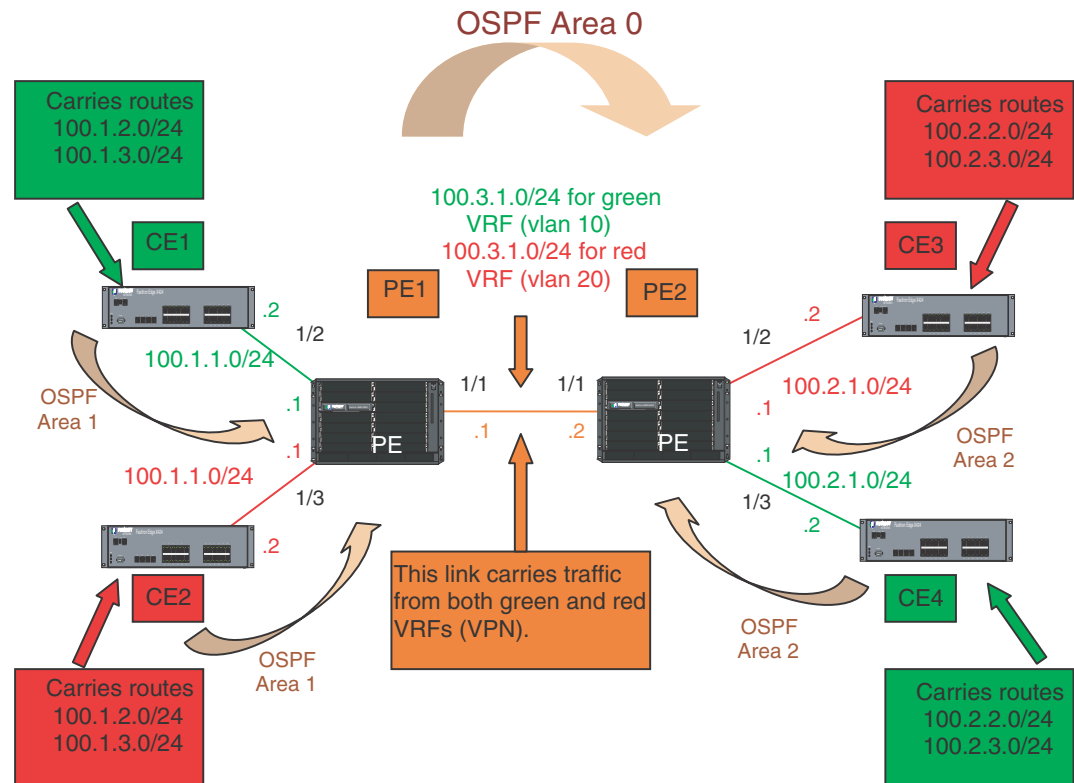 OSPF Area 0
Carries routes
100.1.2.0/24
100.1.3.0/24
Carries routes
100.2.2.0/24
100.2.3.0/24
100.3.1.0/24 for green
VRF (vlan 10)
100.3.1.0/24 for red
VRF (vlan 20)
CE1
CE3
PE1
PE2
.2
1/2
100.1.1.0/24
OSPF
Area 1
.1
.1
PE
1/1
.1
1/1
.2
PE
1/2
.2
100.2.1.0/24
.1
OSPF
Area 2
100.1.1.0/24
1/3
.2
.1
100.2.1.0/24
1/3
.2
CE2
OSPF
Area 1
This link carries traffic
from both green and red
VRFs (VPN).
OSPF
Area 2
CE4
Carries routes
100.1.2.0/24
100.1.3.0/24
Carries routes
100.2.2.0/24
100.2.3.0/24